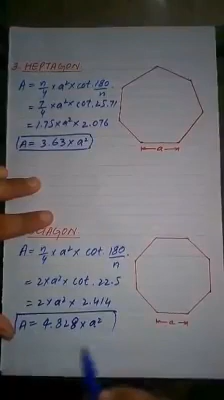 3. HEPTAGON
A = n/4 × a² × cot 180/n.
= 7/4 × a² × cot. 25.71
= 1.75 × a² × 2.076
A = 3.63 × a²
a
TAGON
A = n/4 × a² × cot 180/n
= 2 × a² × cot. 22.5
= 2 × a² × 2.414
A = 4.828 × a²
a